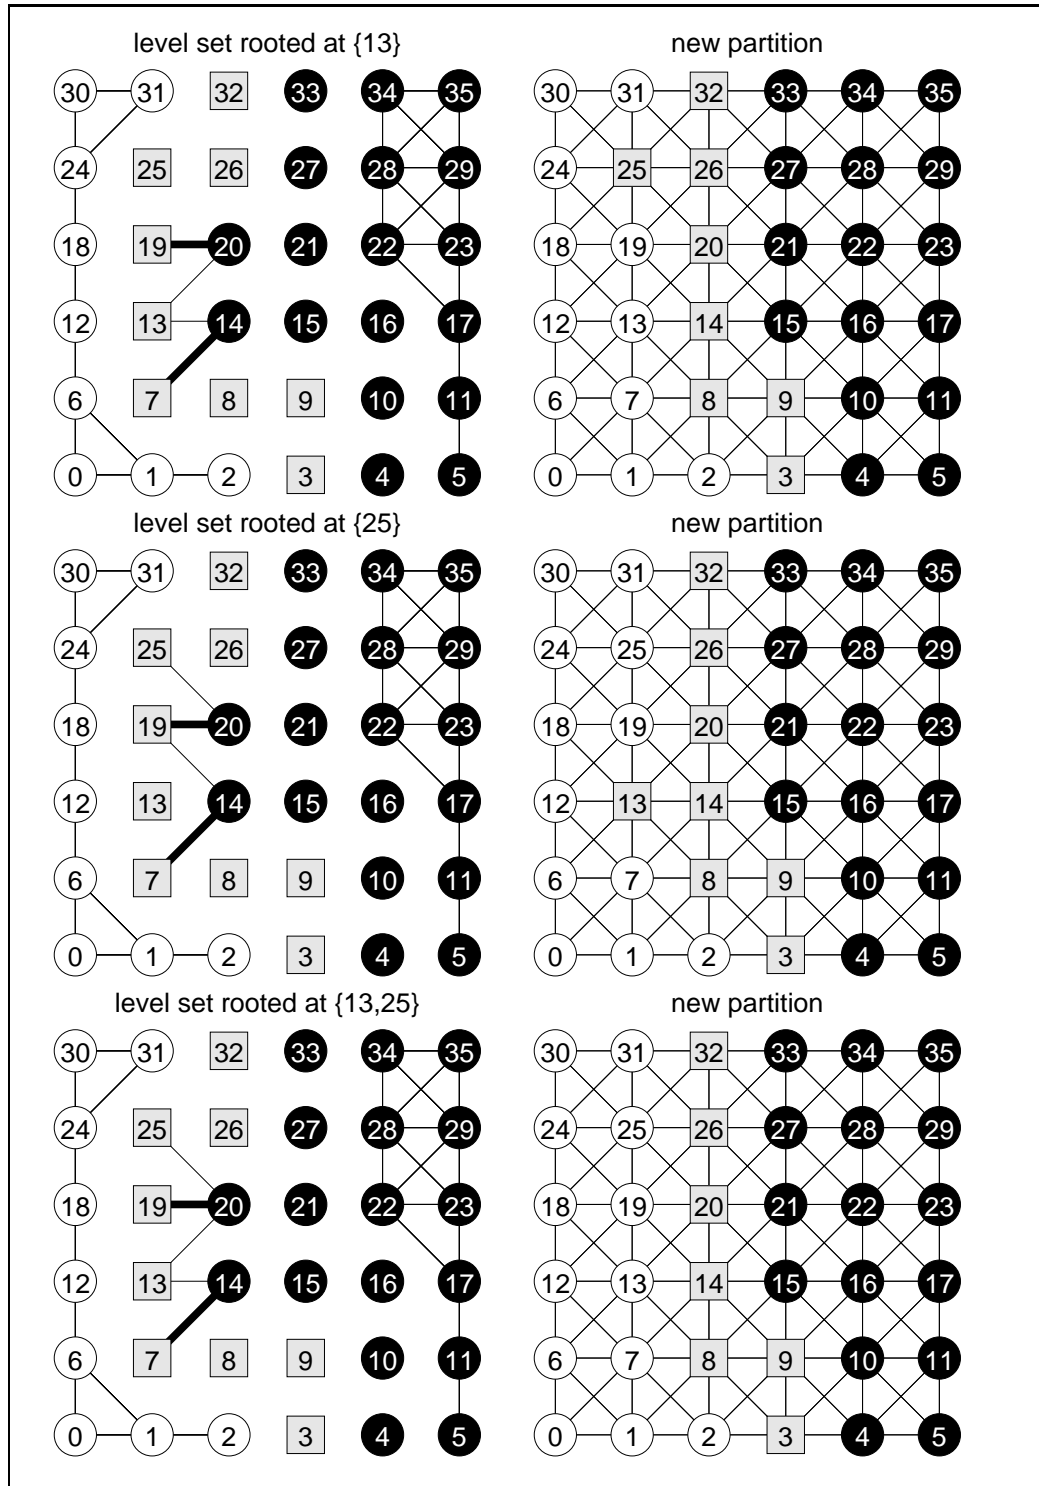 level set rooted at {13} new partition
30 31 32 33 34 35 30 31 32 33 34 35
24 25 26 27 28 29 24 25 26 27 28 29
18 19 20 21 22 23 18 19 20 21 22 23
12 13 14 15 16 17 12 13 14 15 16 17
6 7 8 9 10 11 6 7 8 9 10 11
0 1 2 3 4 5 0 1 2 3 4 5
level set rooted at {25} new partition
30 31 32 33 34 35 30 31 32 33 34 35
24 25 26 27 28 29 24 25 26 27 28 29
18 19 20 21 22 23 18 19 20 21 22 23
12 13 14 15 16 17 12 13 14 15 16 17
6 7 8 9 10 11 6 7 8 9 10 11
0 1 2 3 4 5 0 1 2 3 4 5
level set rooted at {13,25} new partition
30 31 32 33 34 35 30 31 32 33 34 35
24 25 26 27 28 29 24 25 26 27 28 29
18 19 20 21 22 23 18 19 20 21 22 23
12 13 14 15 16 17 12 13 14 15 16 17
6 7 8 9 10 11 6 7 8 9 10 11
0 1 2 3 4 5 0 1 2 3 4 5